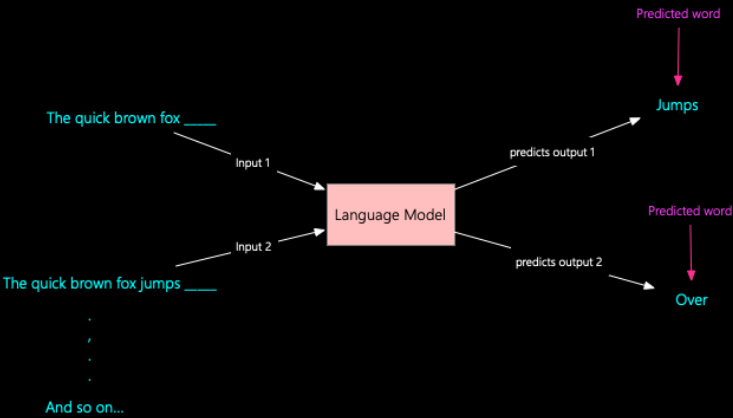 Predicted word
Jumps
The quick brown fox _____
predicts output 1
Input 1
Language Model
Predicted word
Input 2
predicts output 2
The quick brown fox jumps _____
Over
.
,
.
.
And so on...